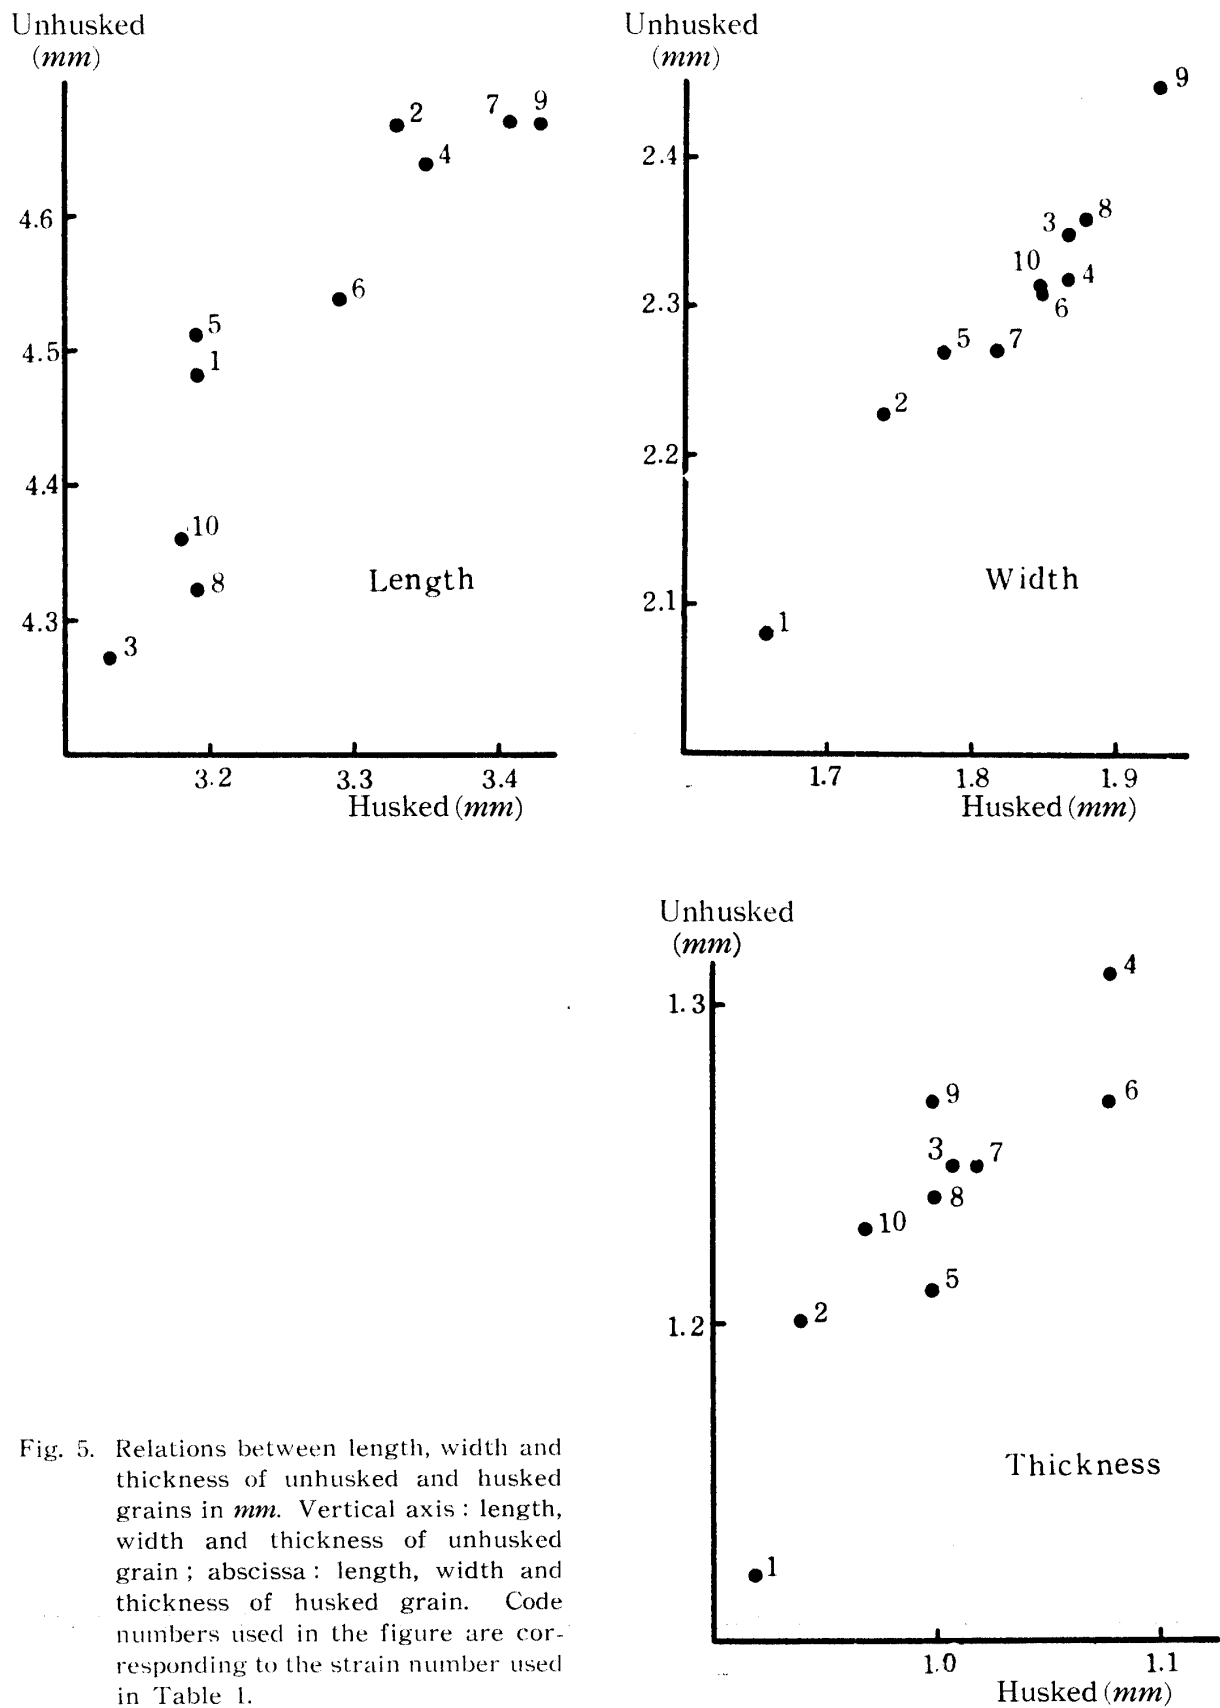 Unhusked
(mm)
4.6
4.5
4.4
4.3
2
7
9
4
6
5
1
10
8
3
Length
3.2
3.3
3.4
Husked (mm)
Unhusked
(mm)
2.4
2.3
2.2
2.1
9
8
3
10
4
6
5
7
2
1
Width
1.7
1.8
1.9
Husked (mm)
Unhusked
(mm)
1.3
1.2
4
9
6
3
7
8
10
5
2
1
Thickness
1.0
1.1
Husked (mm)
Fig. 5. Relations between length, width and
thickness of unhusked and husked
grains in mm. Vertical axis : length,
width and thickness of unhusked
grain ; abscissa : length, width and
thickness of husked grain. Code
numbers used in the figure are cor-
responding to the strain number used
in Table 1.